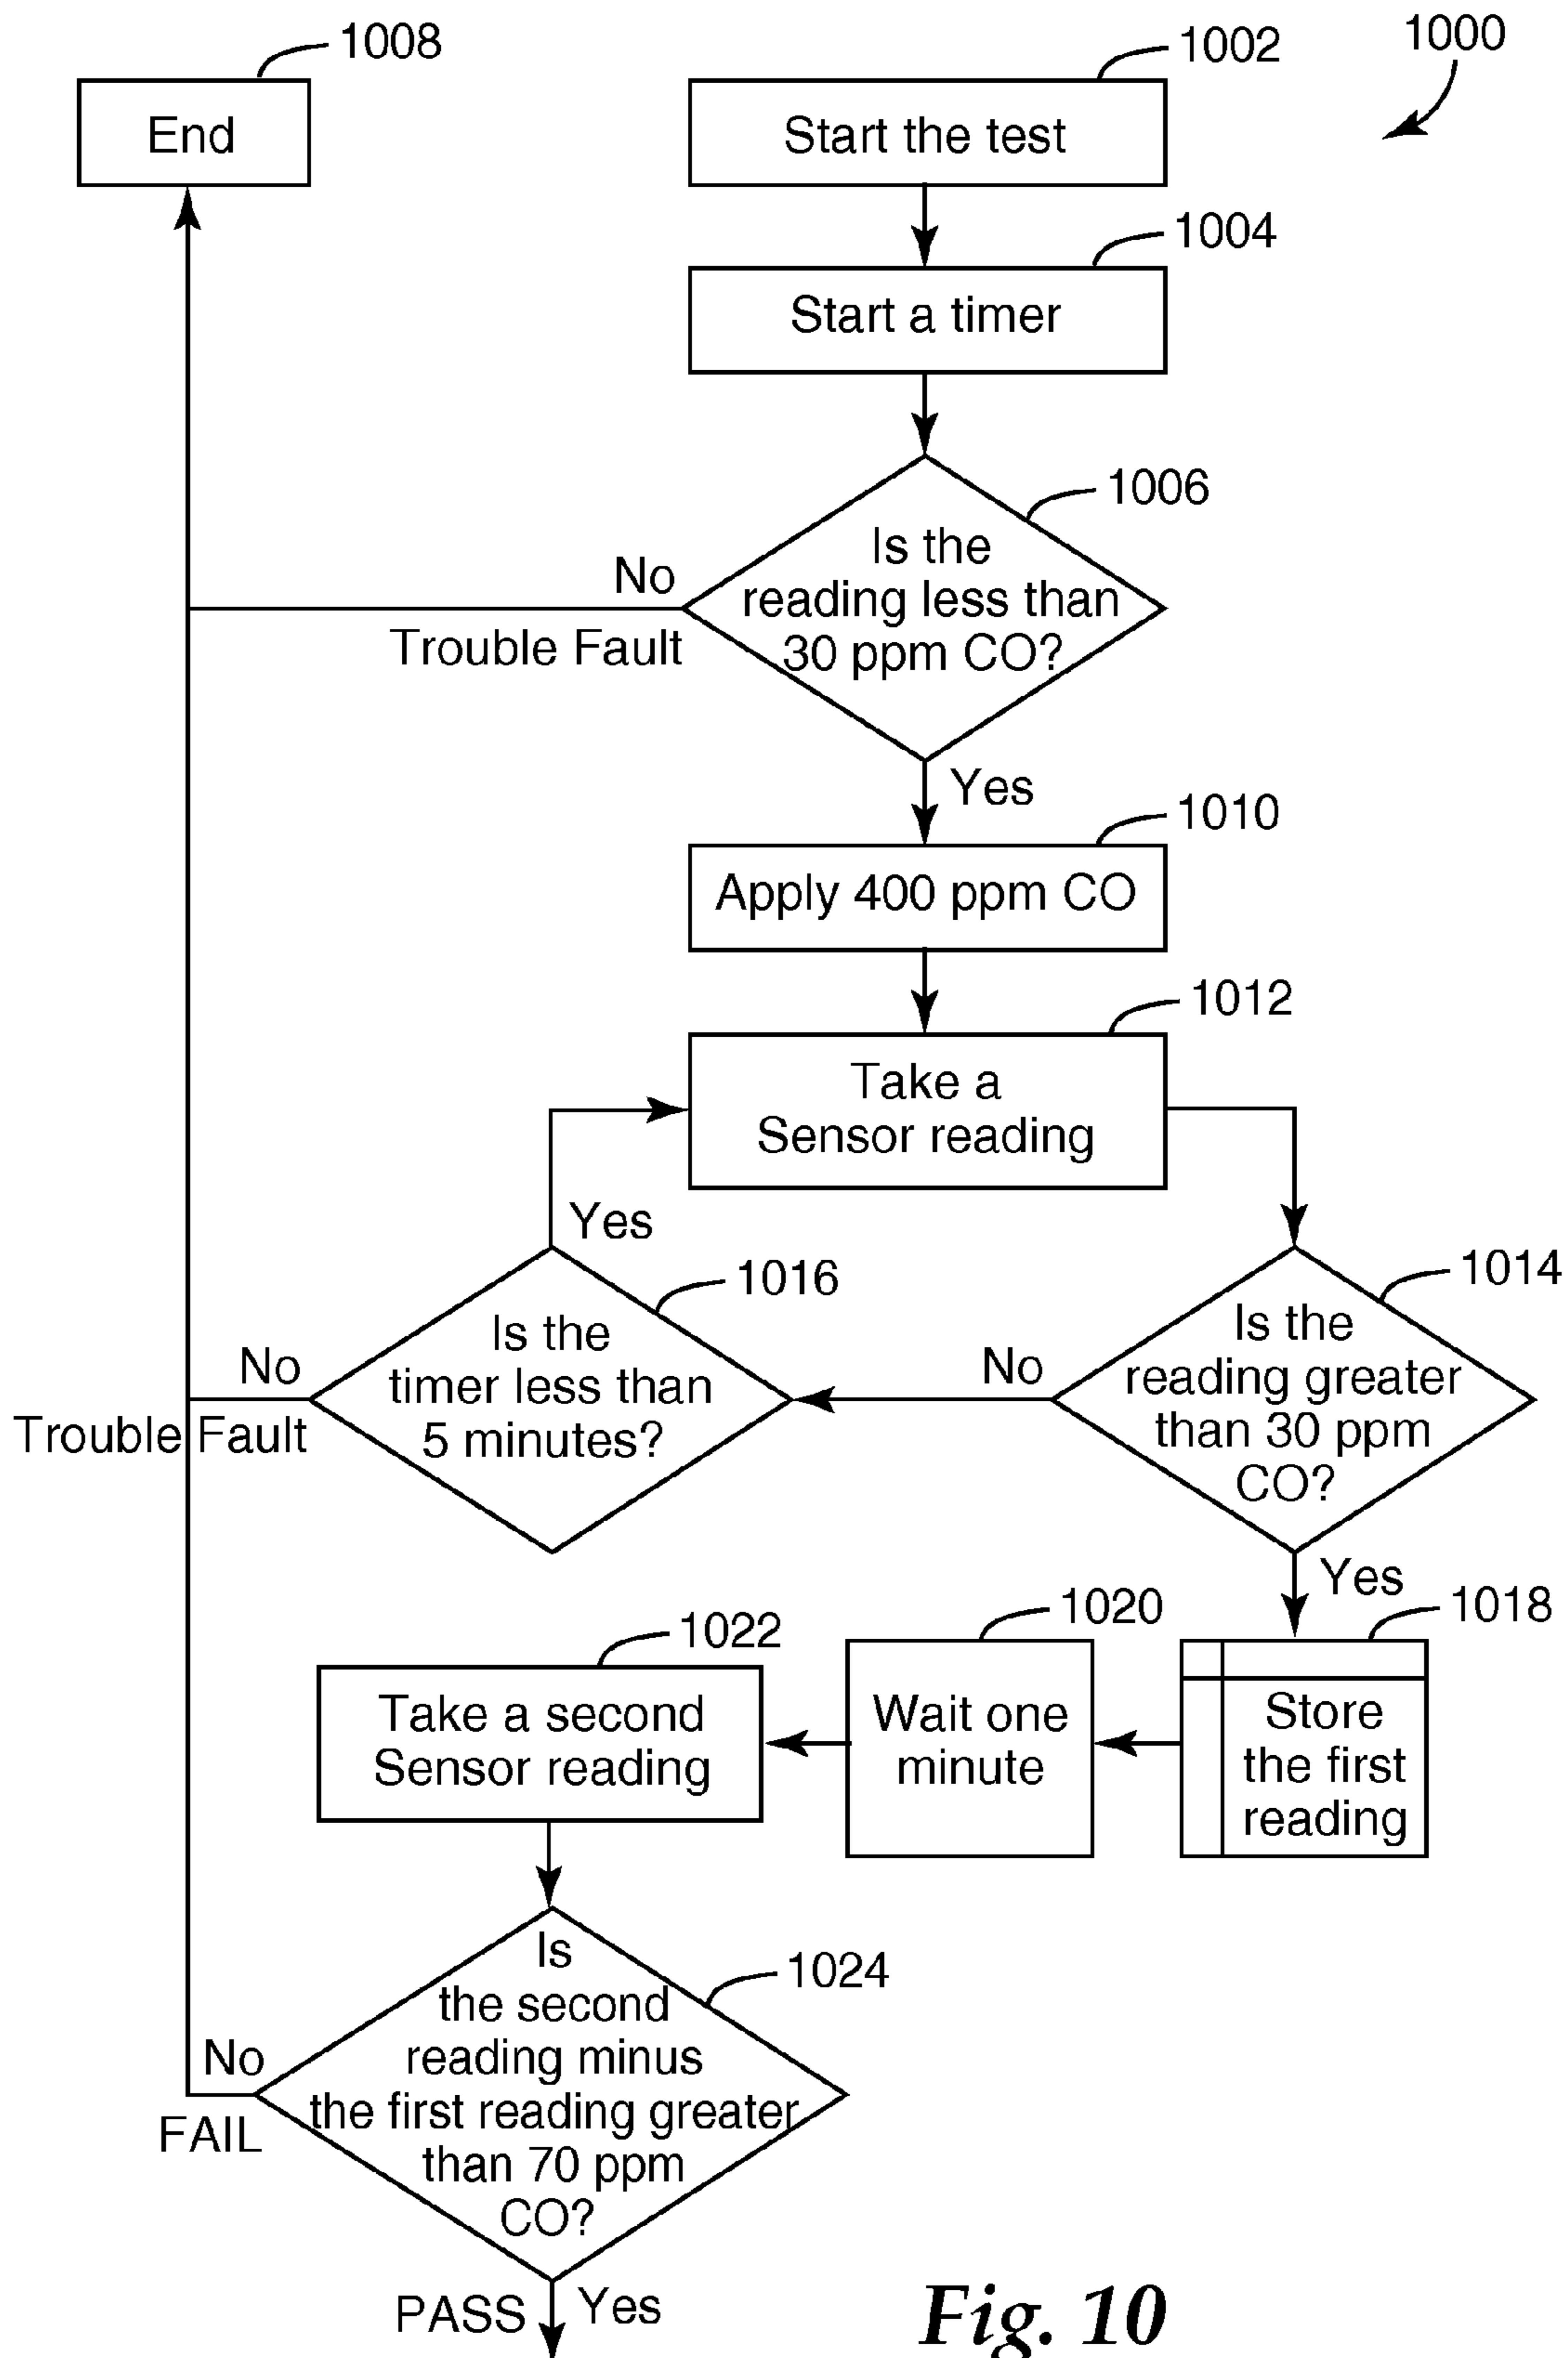 1008
1002
1000
End
Start the test
1004
Start a timer
1006
Is the
reading less than
30 ppm CO?
No
Trouble Fault
Yes
1010
Apply 400 ppm CO
1012
Take a
Sensor reading
Yes
1016
Is the
timer less than
5 minutes?
No
Trouble Fault
1014
Is the
reading greater
than 30 ppm
CO?
No
Yes
1018
Store
the first
reading
1020
Wait one
minute
1022
Take a second
Sensor reading
1024
Is
the second
reading minus
the first reading greater
than 70 ppm
CO?
No
FAIL
PASS
Yes
Fig. 10